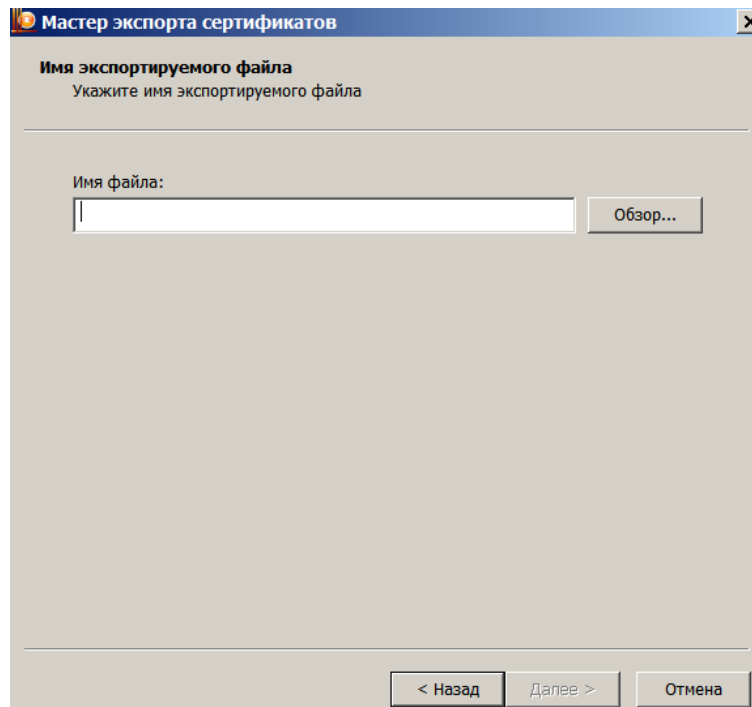 Мастер экспорта сертификатов
Имя экспортируемого файла
Укажите имя экспортируемого файла
Имя файла:
Обзор...
< Назад
Далее >
Отмена